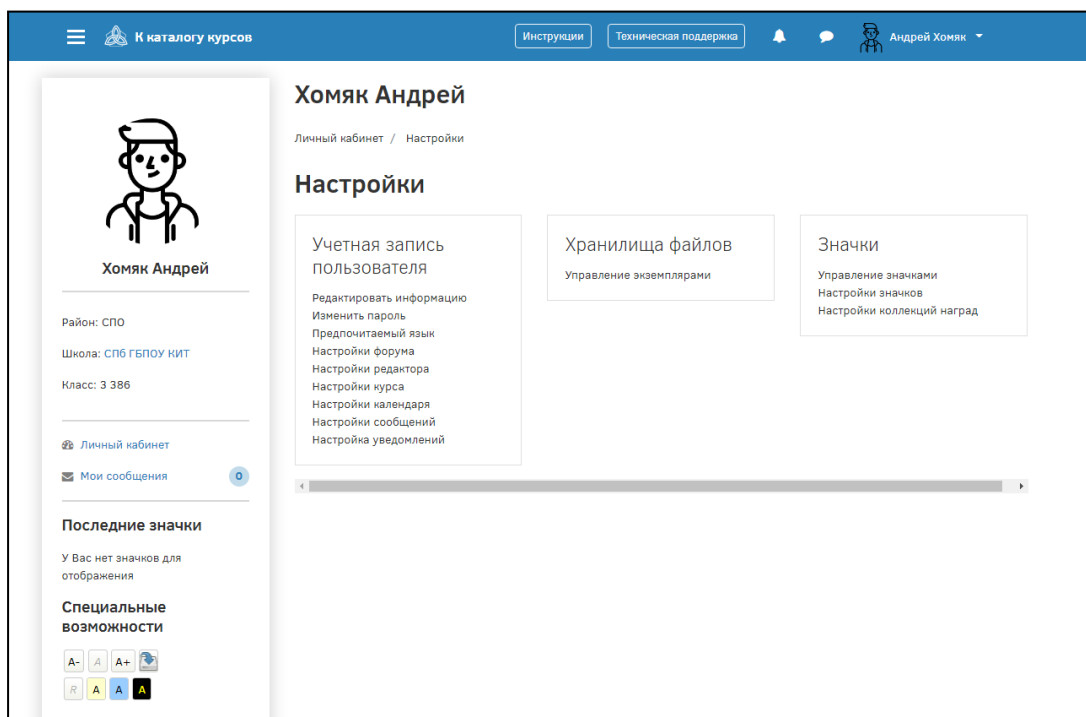 К каталогу курсов
Инструкции
Техническая поддержка
Андрей Хомяк
Хомяк Андрей
Район: СПО
Школа: СПб ГБПОУ КИТ
Класс: 3 386
Личный кабинет
Мои сообщения
0
Последние значки
У Вас нет значков для
отображения
Специальные
возможности
A- A A+
R A A A
Хомяк Андрей
Личный кабинет / Настройки
Настройки
Учетная запись
пользователя
Редактировать информацию
Изменить пароль
Предпочитаемый язык
Настройки форума
Настройки редактора
Настройки курса
Настройки календаря
Настройки сообщений
Настройка уведомлений
Хранилища файлов
Управление экземплярами
Значки
Управление значками
Настройки значков
Настройки коллекций наград